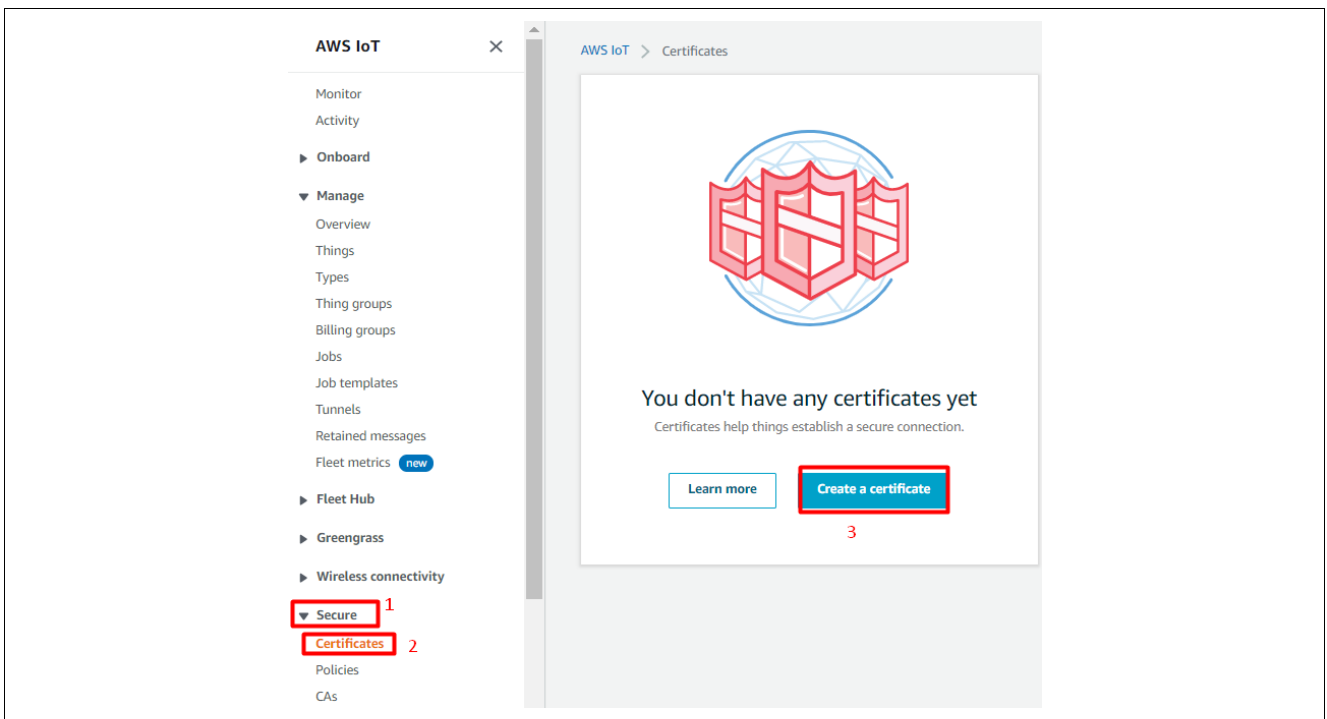 AWS IoT
Monitor
Activity
Onboard
Manage
Overview
Things
Types
Thing groups
Billing groups
Jobs
Job templates
Tunnels
Retained messages
Fleet metrics new
Fleet Hub
Greengrass
Wireless connectivity
Secure 1
Certificates 2
Policies
CAs
AWS IoT > Certificates
You don't have any certificates yet
Certificates help things establish a secure connection.
Learn more Create a certificate
3